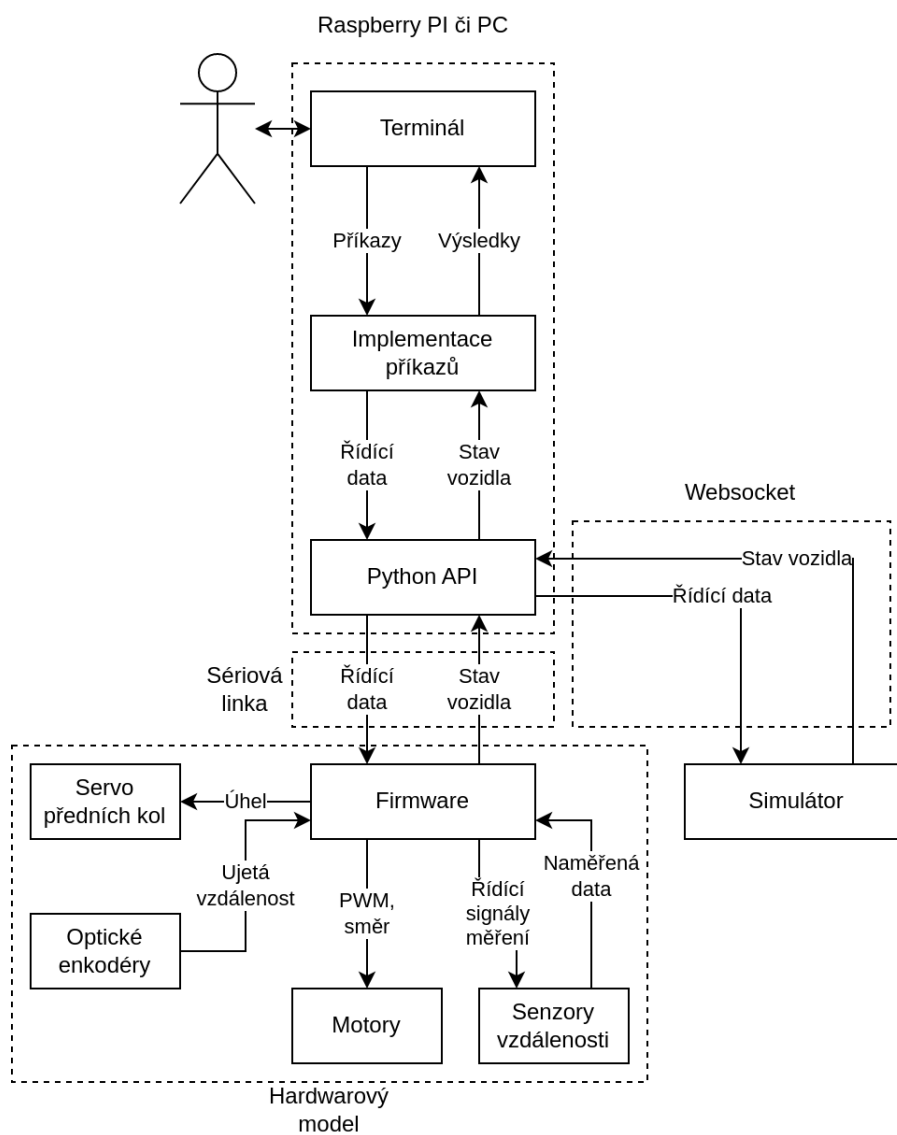 Raspberry PI či PC
Terminál
Příkazy
Výsledky
Implementace
příkazů
Řídící
data
Stav
vozidla
Websocket
Python API
Stav vozidla
Řídící data
Sériová
linka
Řídící
data
Stav
vozidla
Servo
předních kol
Úhel
Firmware
Simulátor
Ujetá
vzdálenost
PWM,
směr
Řídící
signály
měření
Naměřená
data
Optické
enkodéry
Motory
Senzory
vzdálenosti
Hardwarový
model